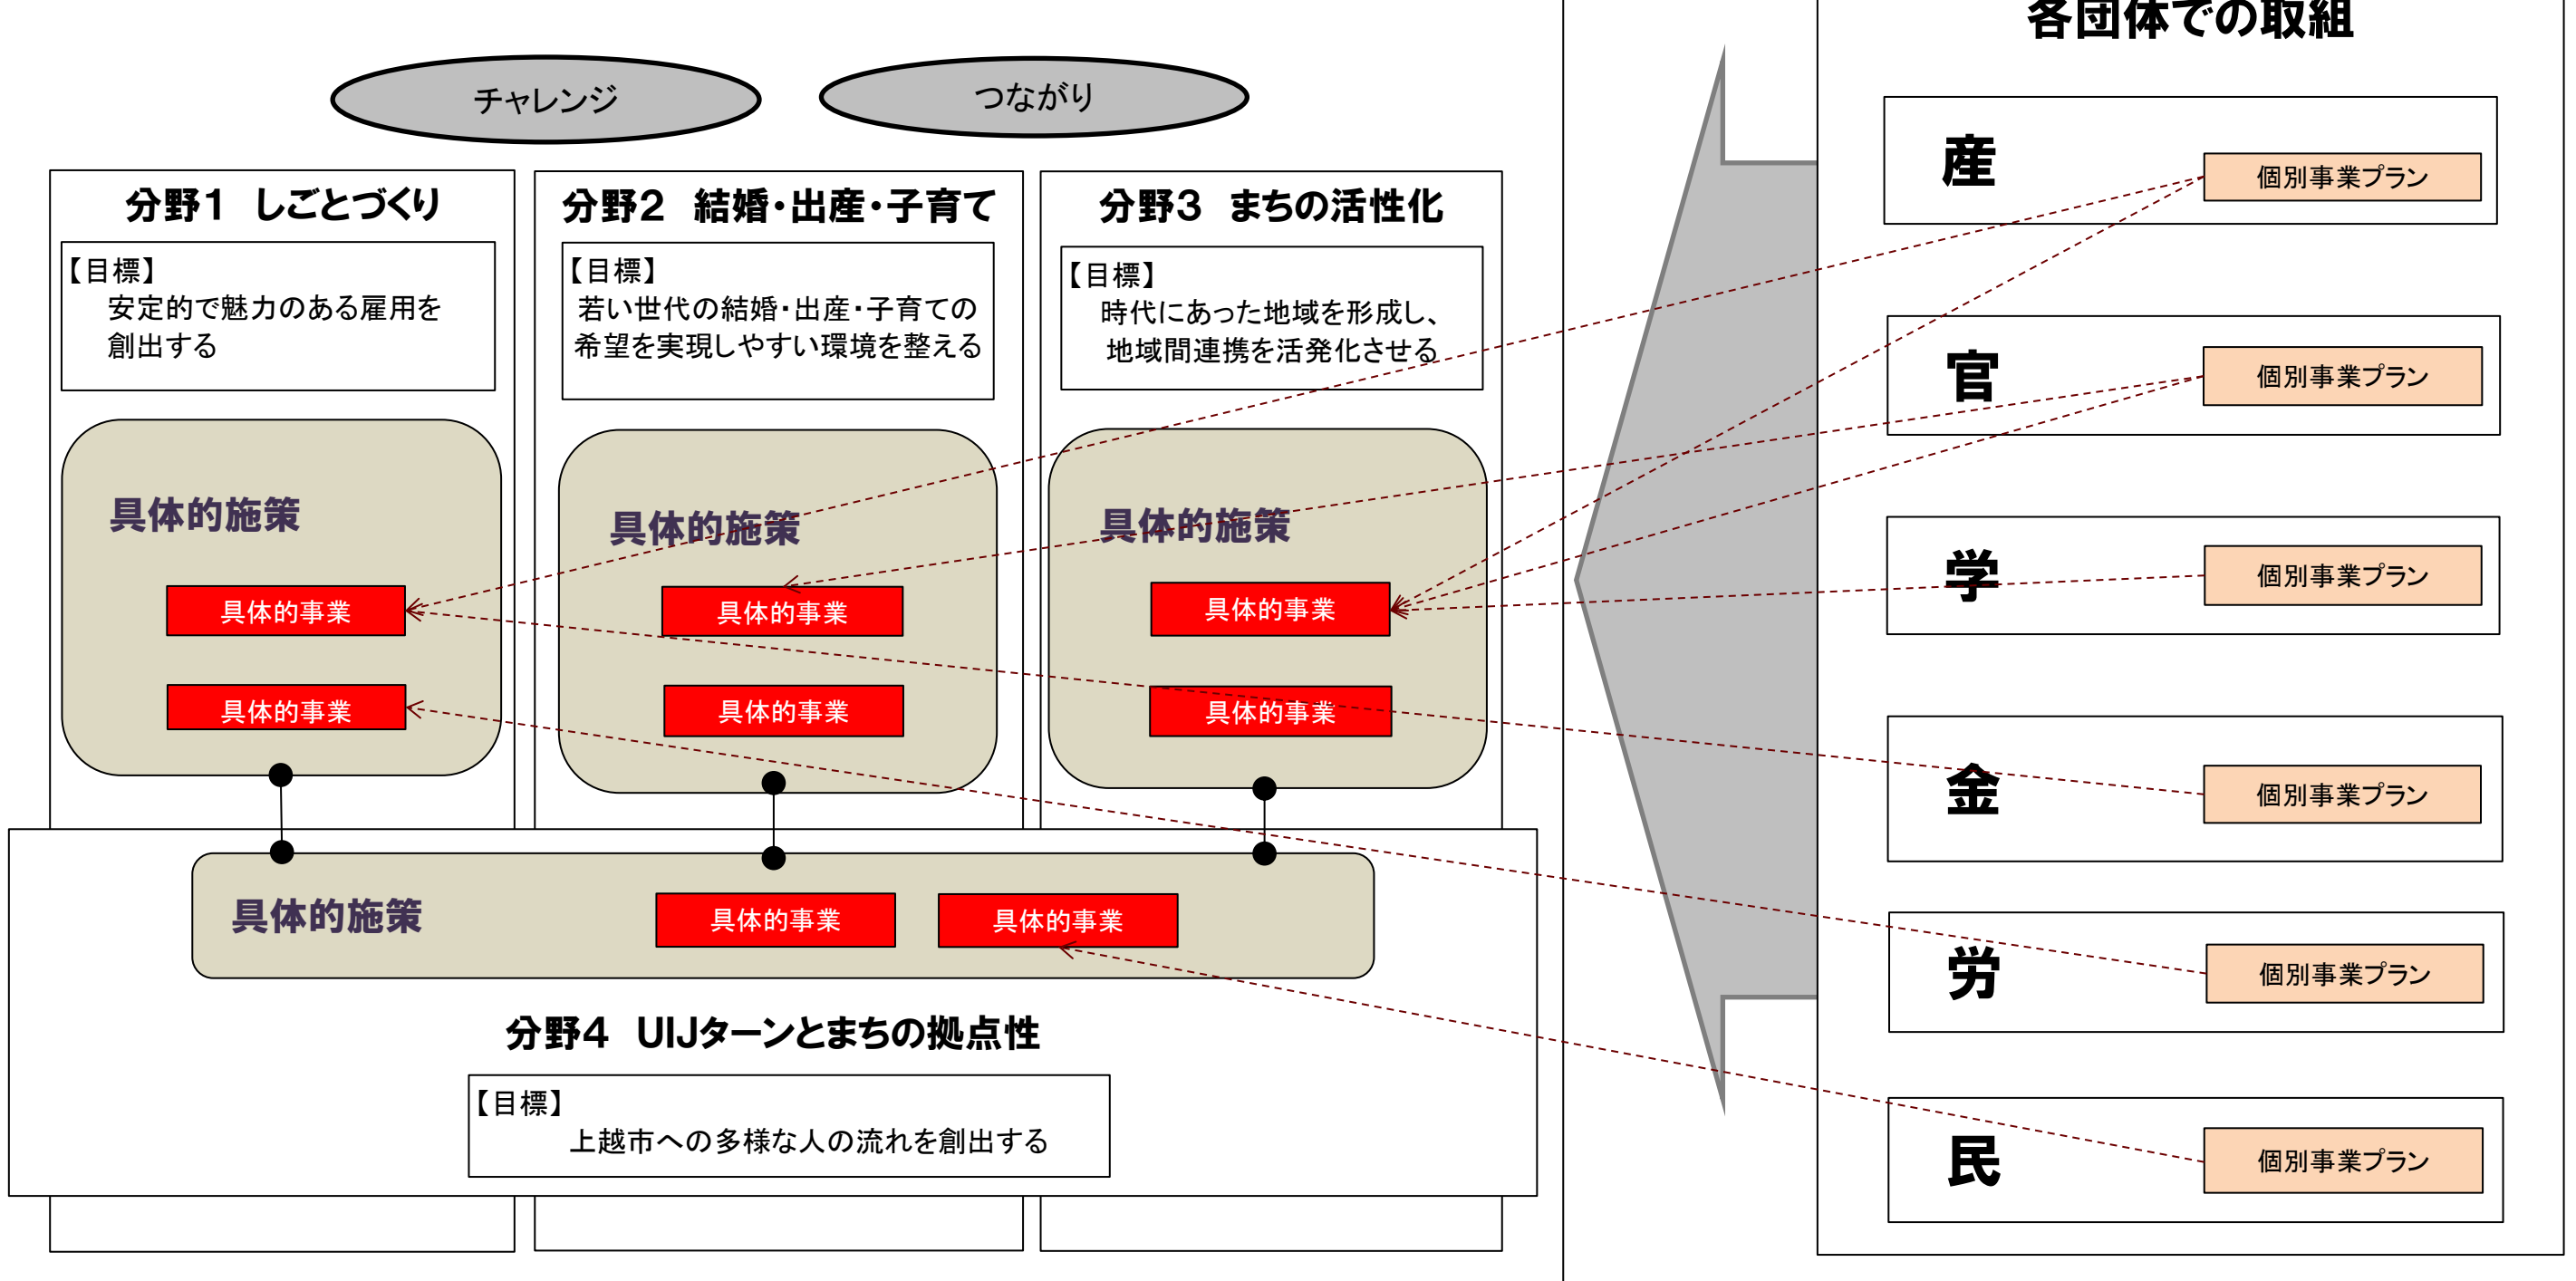 チャレンジ
つながり
分野1 しごとづくり
【目標】
安定的で魅力のある雇用を
創出する
具体的施策
具体的事業
具体的事業
分野2 結婚・出産・子育て
【目標】
若い世代の結婚・出産・子育ての
希望を実現しやすい環境を整える
具体的施策
具体的事業
具体的事業
分野3 まちの活性化
【目標】
時代にあった地域を形成し、
地域間連携を活発化させる
具体的施策
具体的事業
具体的事業
具体的施策
具体的事業
具体的事業
分野4 UIJターンとまちの拠点性
【目標】
上越市への多様な人の流れを創出する
各団体での取組
産
個別事業プラン
官
個別事業プラン
学
個別事業プラン
金
個別事業プラン
労
個別事業プラン
民
個別事業プラン